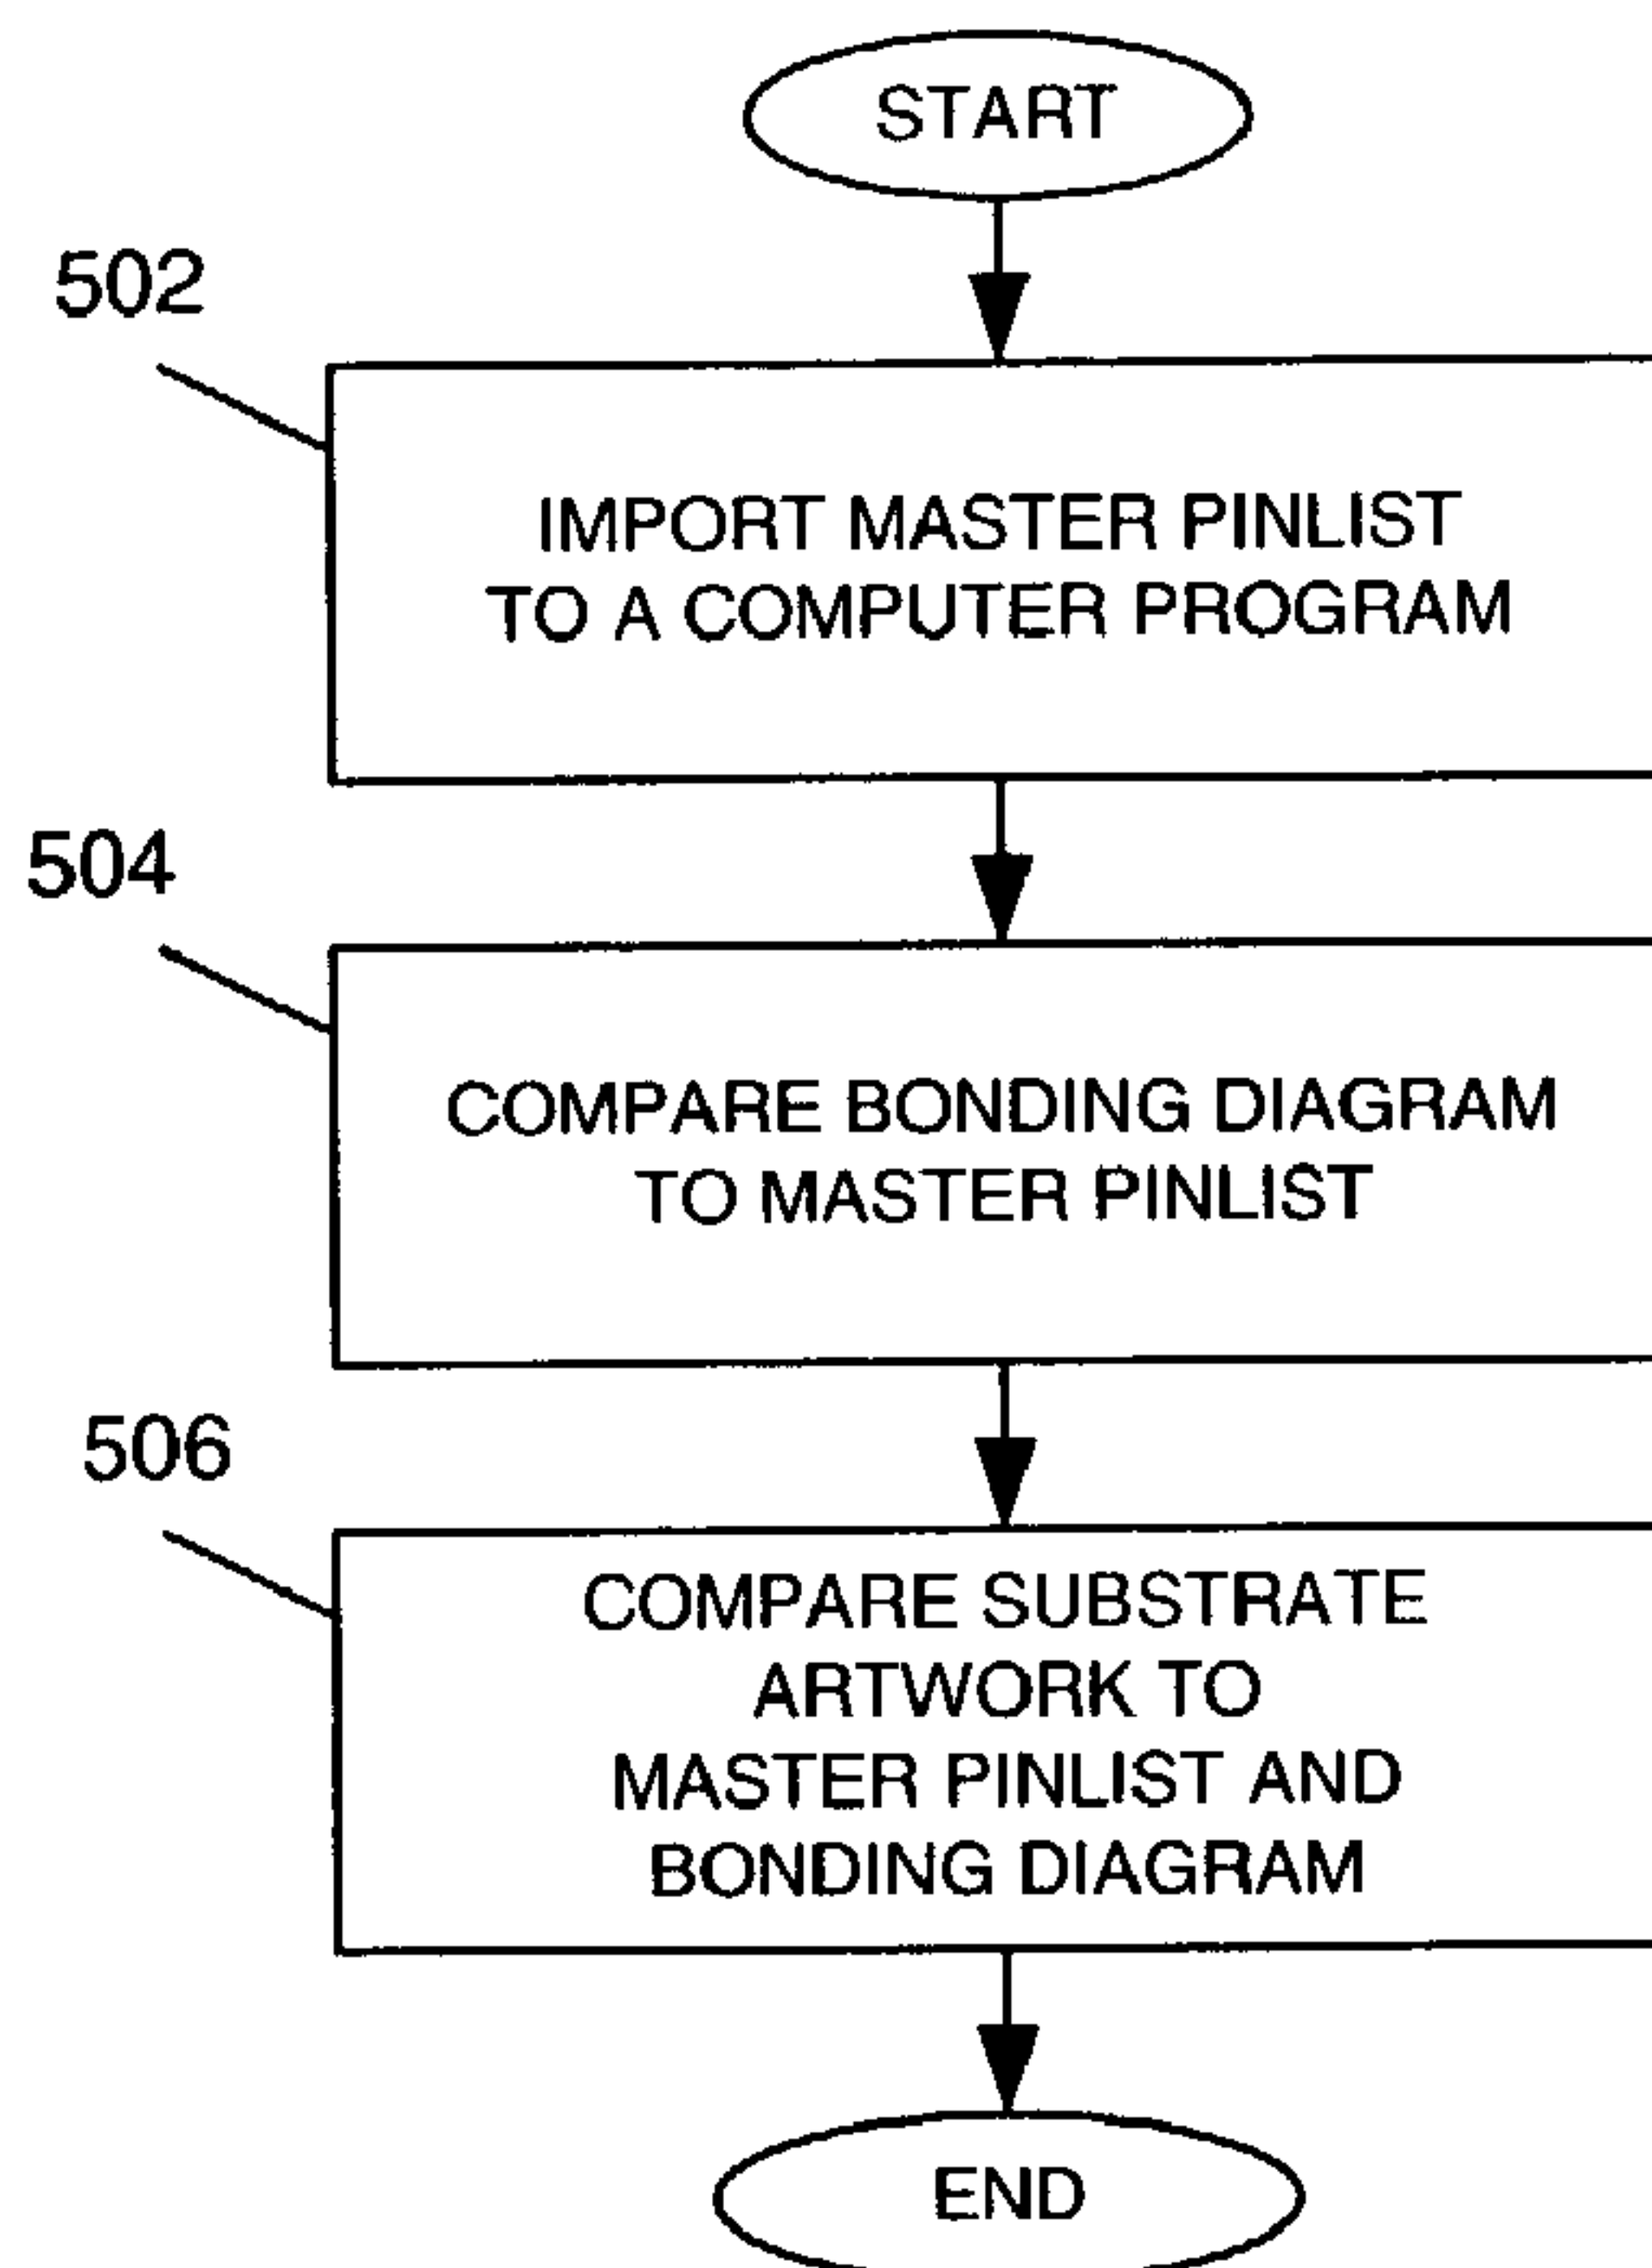 START
502
IMPORT MASTER PINLIST
TO A COMPUTER PROGRAM
504
COMPARE BONDING DIAGRAM
TO MASTER PINLIST
506
COMPARE SUBSTRATE
ARTWORK TO
MASTER PINLIST AND
BONDING DIAGRAM
END